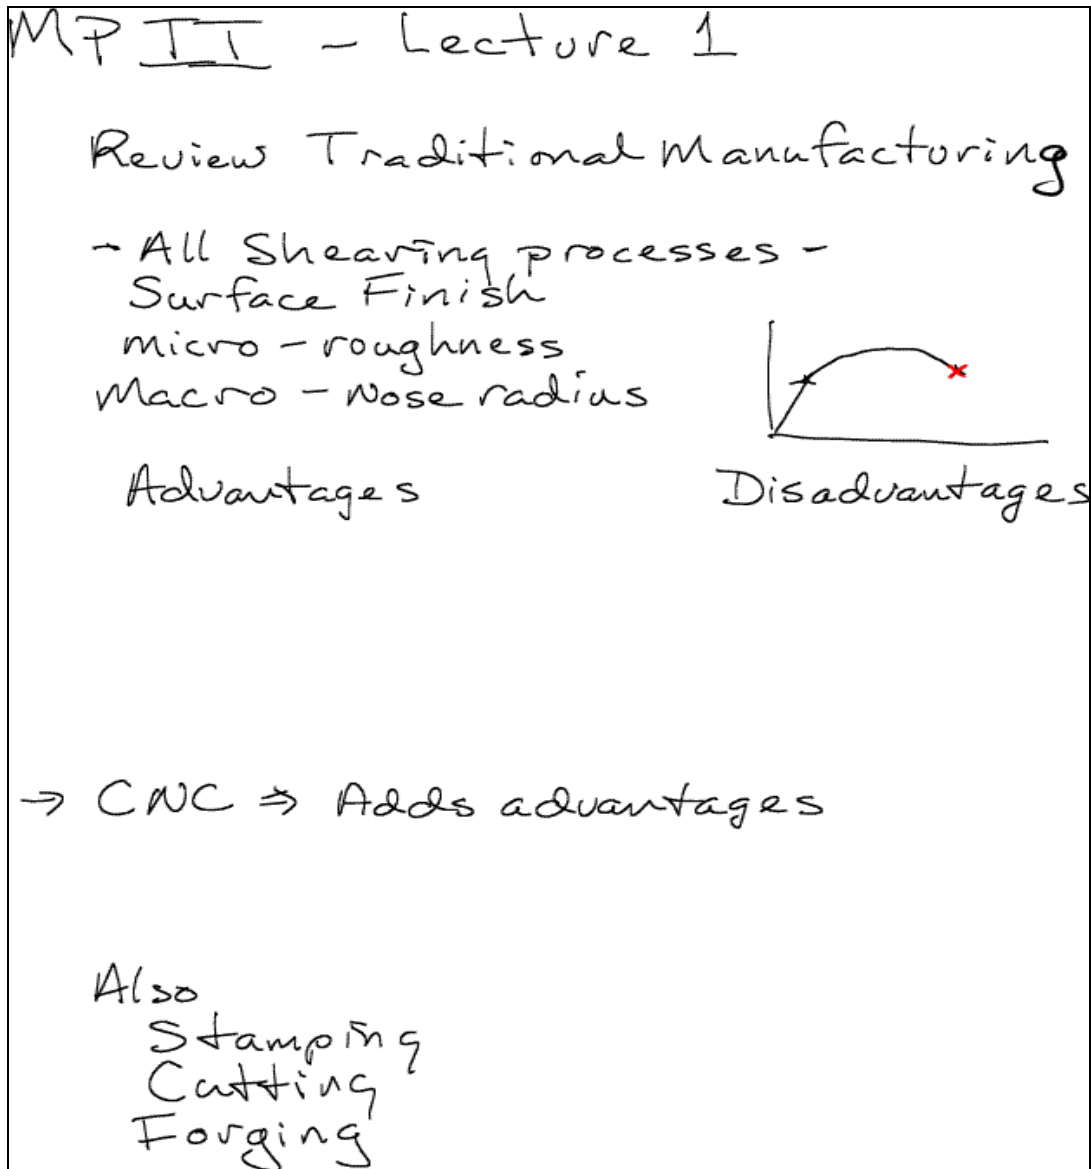 MP II - Lecture 1
Review Traditional Manufacturing
- All Shearing processes -
Surface Finish
micro - roughness
Macro - Nose radius
Advantages Disadvantages
→ CNC ⇒ Adds advantages
Also
Stamping
Cutting
Forging